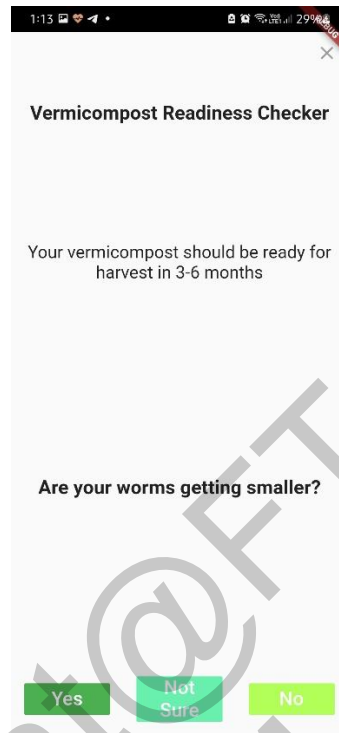 1:13 29%
Vermicompost Readiness Checker
Your vermicompost should be ready for
harvest in 3-6 months
Are your worms getting smaller?
Yes
Not
Sure
No